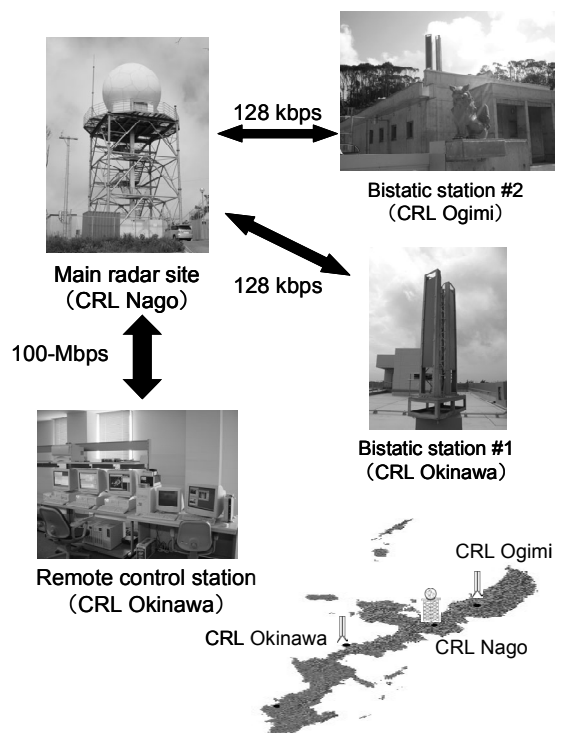 128 kbps
Bistatic station #2
（CRL Ogimi）
Main radar site
（CRL Nago）
128 kbps
100-Mbps
Bistatic station #1
（CRL Okinawa）
Remote control station
（CRL Okinawa）
CRL Ogimi
CRL Okinawa
CRL Nago